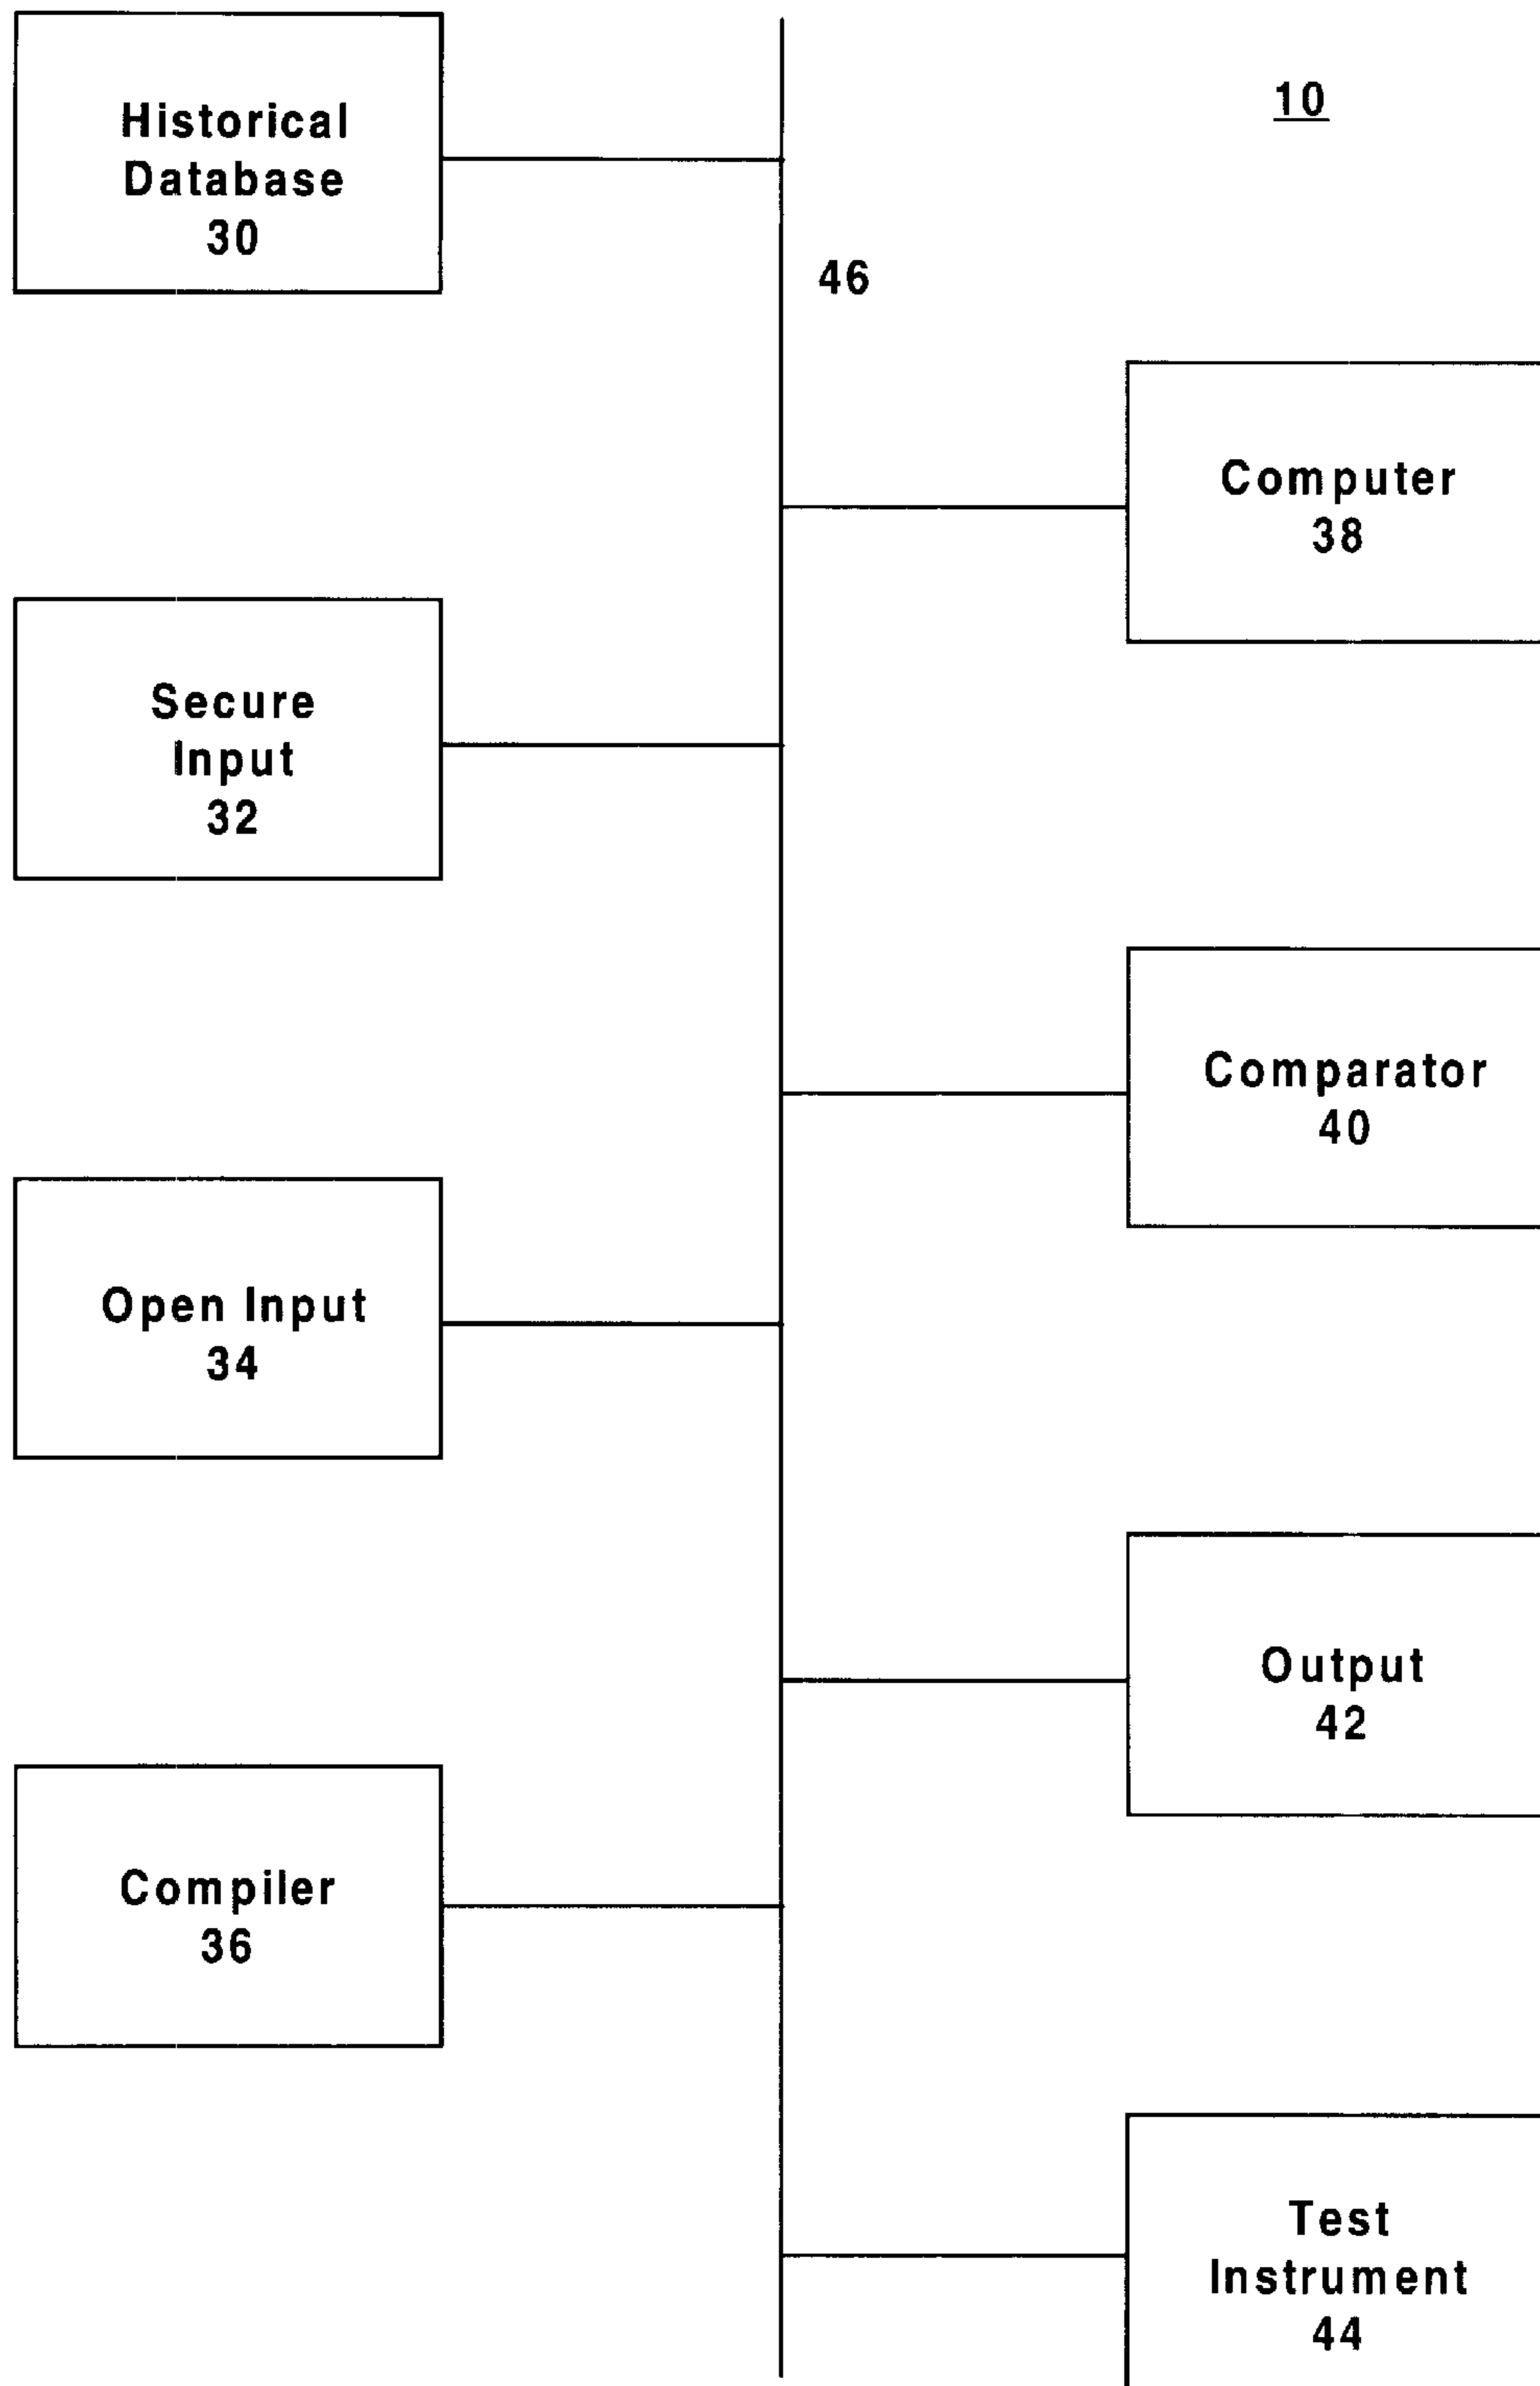 10
Historical
Database
30
46
Computer
38
Secure
Input
32
Comparator
40
Open Input
34
Output
42
Compiler
36
Test
Instrument
44